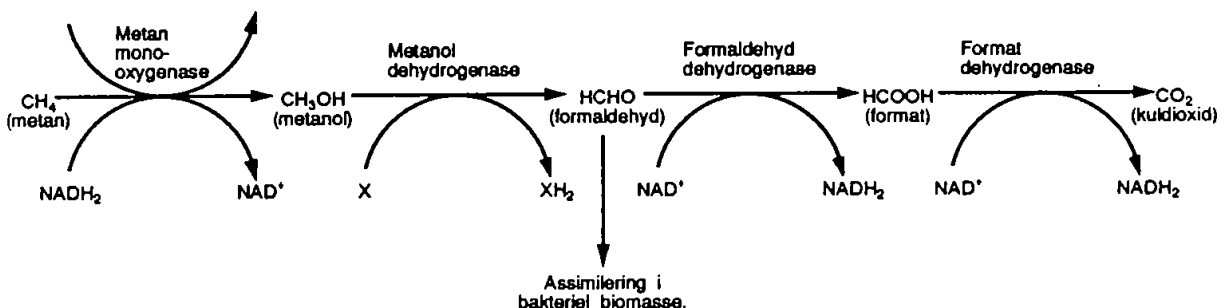 Metan
mono-
oxygenase
Metanol
dehydrogenase
Formaldehyd
dehydrogenase
Format
dehydrogenase
CH₄
(metan)
CH₃OH
(metanol)
HCHO
(formaldehyd)
HCOOH
(format)
CO₂
(kuldioxid)
NADH₂
NAD⁺
X
XH₂
NAD⁺
NADH₂
NAD⁺
NADH₂
Assimilering i
bakteriel biomasse.